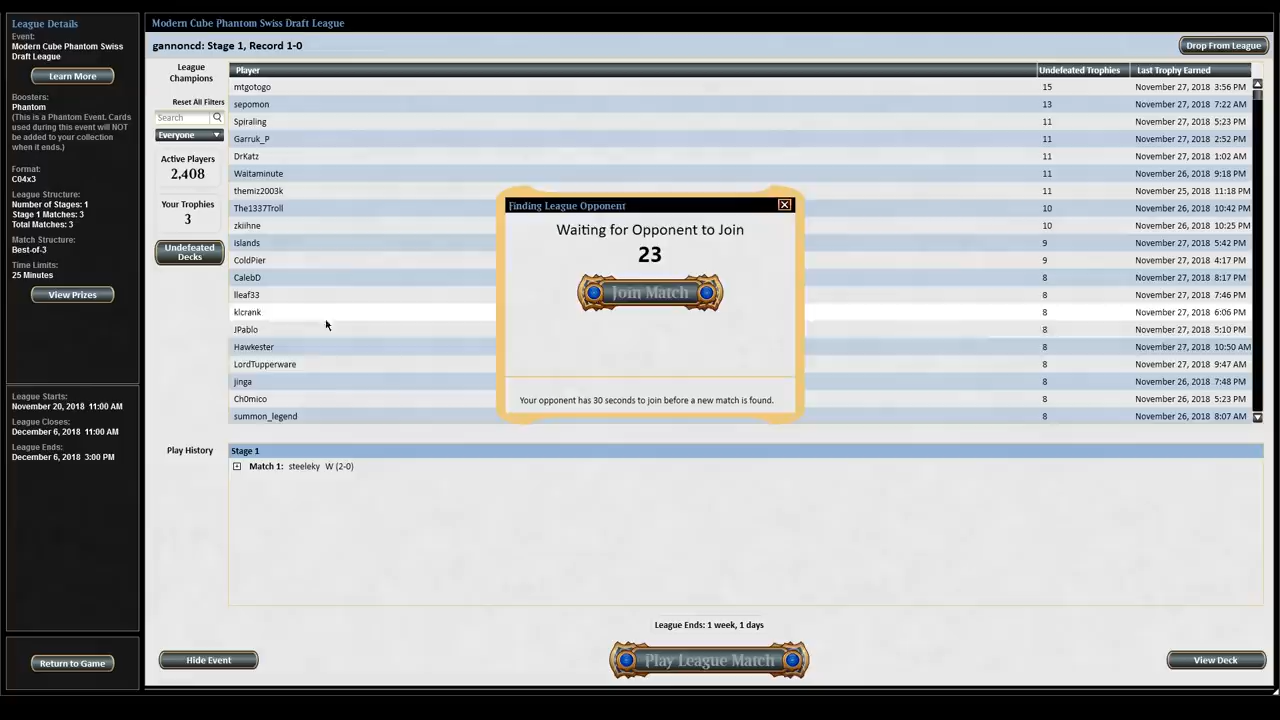 League Details
Event:
Modern Cube Phantom Swiss
Draft League
Learn More
Boosters:
Phantom
(This is a Phantom Event. Cards
used during this event will NOT
be added to your collection
when it ends.)
Format:
C04x3
League Structure:
Number of Stages: 1
Stage 1 Matches: 3
Total Matches: 3
Match Structure:
Best-of-3
Time Limits:
25 Minutes
View Prizes
League Starts:
November 20, 2018 11:00 AM
League Closes:
December 6, 2018 11:00 AM
League Ends:
December 6, 2018 3:00 PM
Return to Game
Modern Cube Phantom Swiss Draft League
gannoncd: Stage 1, Record 1-0
Drop From League
League
Champions
Reset All Filters
Search
Everyone
Active Players
2,408
Your Trophies
3
Undefeated
Decks
Player Undefeated Trophies Last Trophy Earned
mtgotogo 15 November 27, 2018 3:56 PM
sepomon 13 November 27, 2018 7:22 AM
Spiraling 11 November 27, 2018 5:23 PM
Garruk_P 11 November 27, 2018 2:52 PM
DrKatz 11 November 27, 2018 1:02 AM
Waitaminute 11 November 26, 2018 9:18 PM
themiz2003k 11 November 25, 2018 11:18 PM
The1337Troll 10 November 26, 2018 10:42 PM
zkiihne 10 November 26, 2018 10:25 PM
islands 9 November 27, 2018 5:42 PM
ColdPier 9 November 27, 2018 4:17 PM
CalebD 8 November 27, 2018 8:17 PM
lleaf33 8 November 27, 2018 7:46 PM
klcrank 8 November 27, 2018 6:06 PM
JPablo 8 November 27, 2018 5:10 PM
Hawkester 8 November 27, 2018 10:50 AM
LordTupperware 8 November 27, 2018 9:47 AM
jinga 8 November 26, 2018 7:48 PM
Ch0mico 8 November 26, 2018 5:23 PM
summon_legend 8 November 26, 2018 8:07 AM
Finding League Opponent
Waiting for Opponent to Join
23
Join Match
Your opponent has 30 seconds to join before a new match is found.
Play History
Stage 1
Match 1: steeleky W (2-0)
League Ends: 1 week, 1 days
Hide Event
Play League Match
View Deck